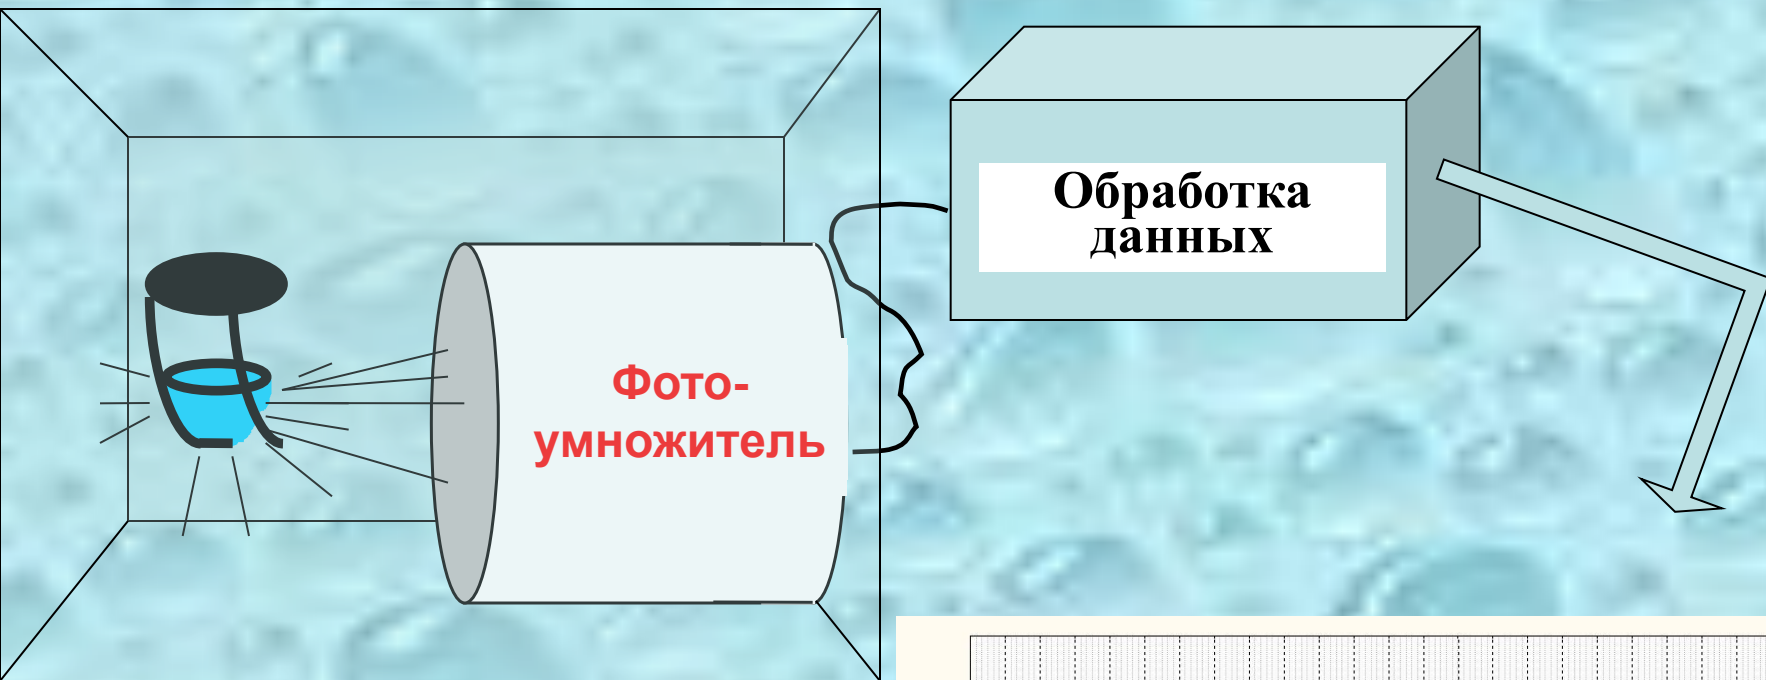 Обработка
данных
Фото-
умножитель